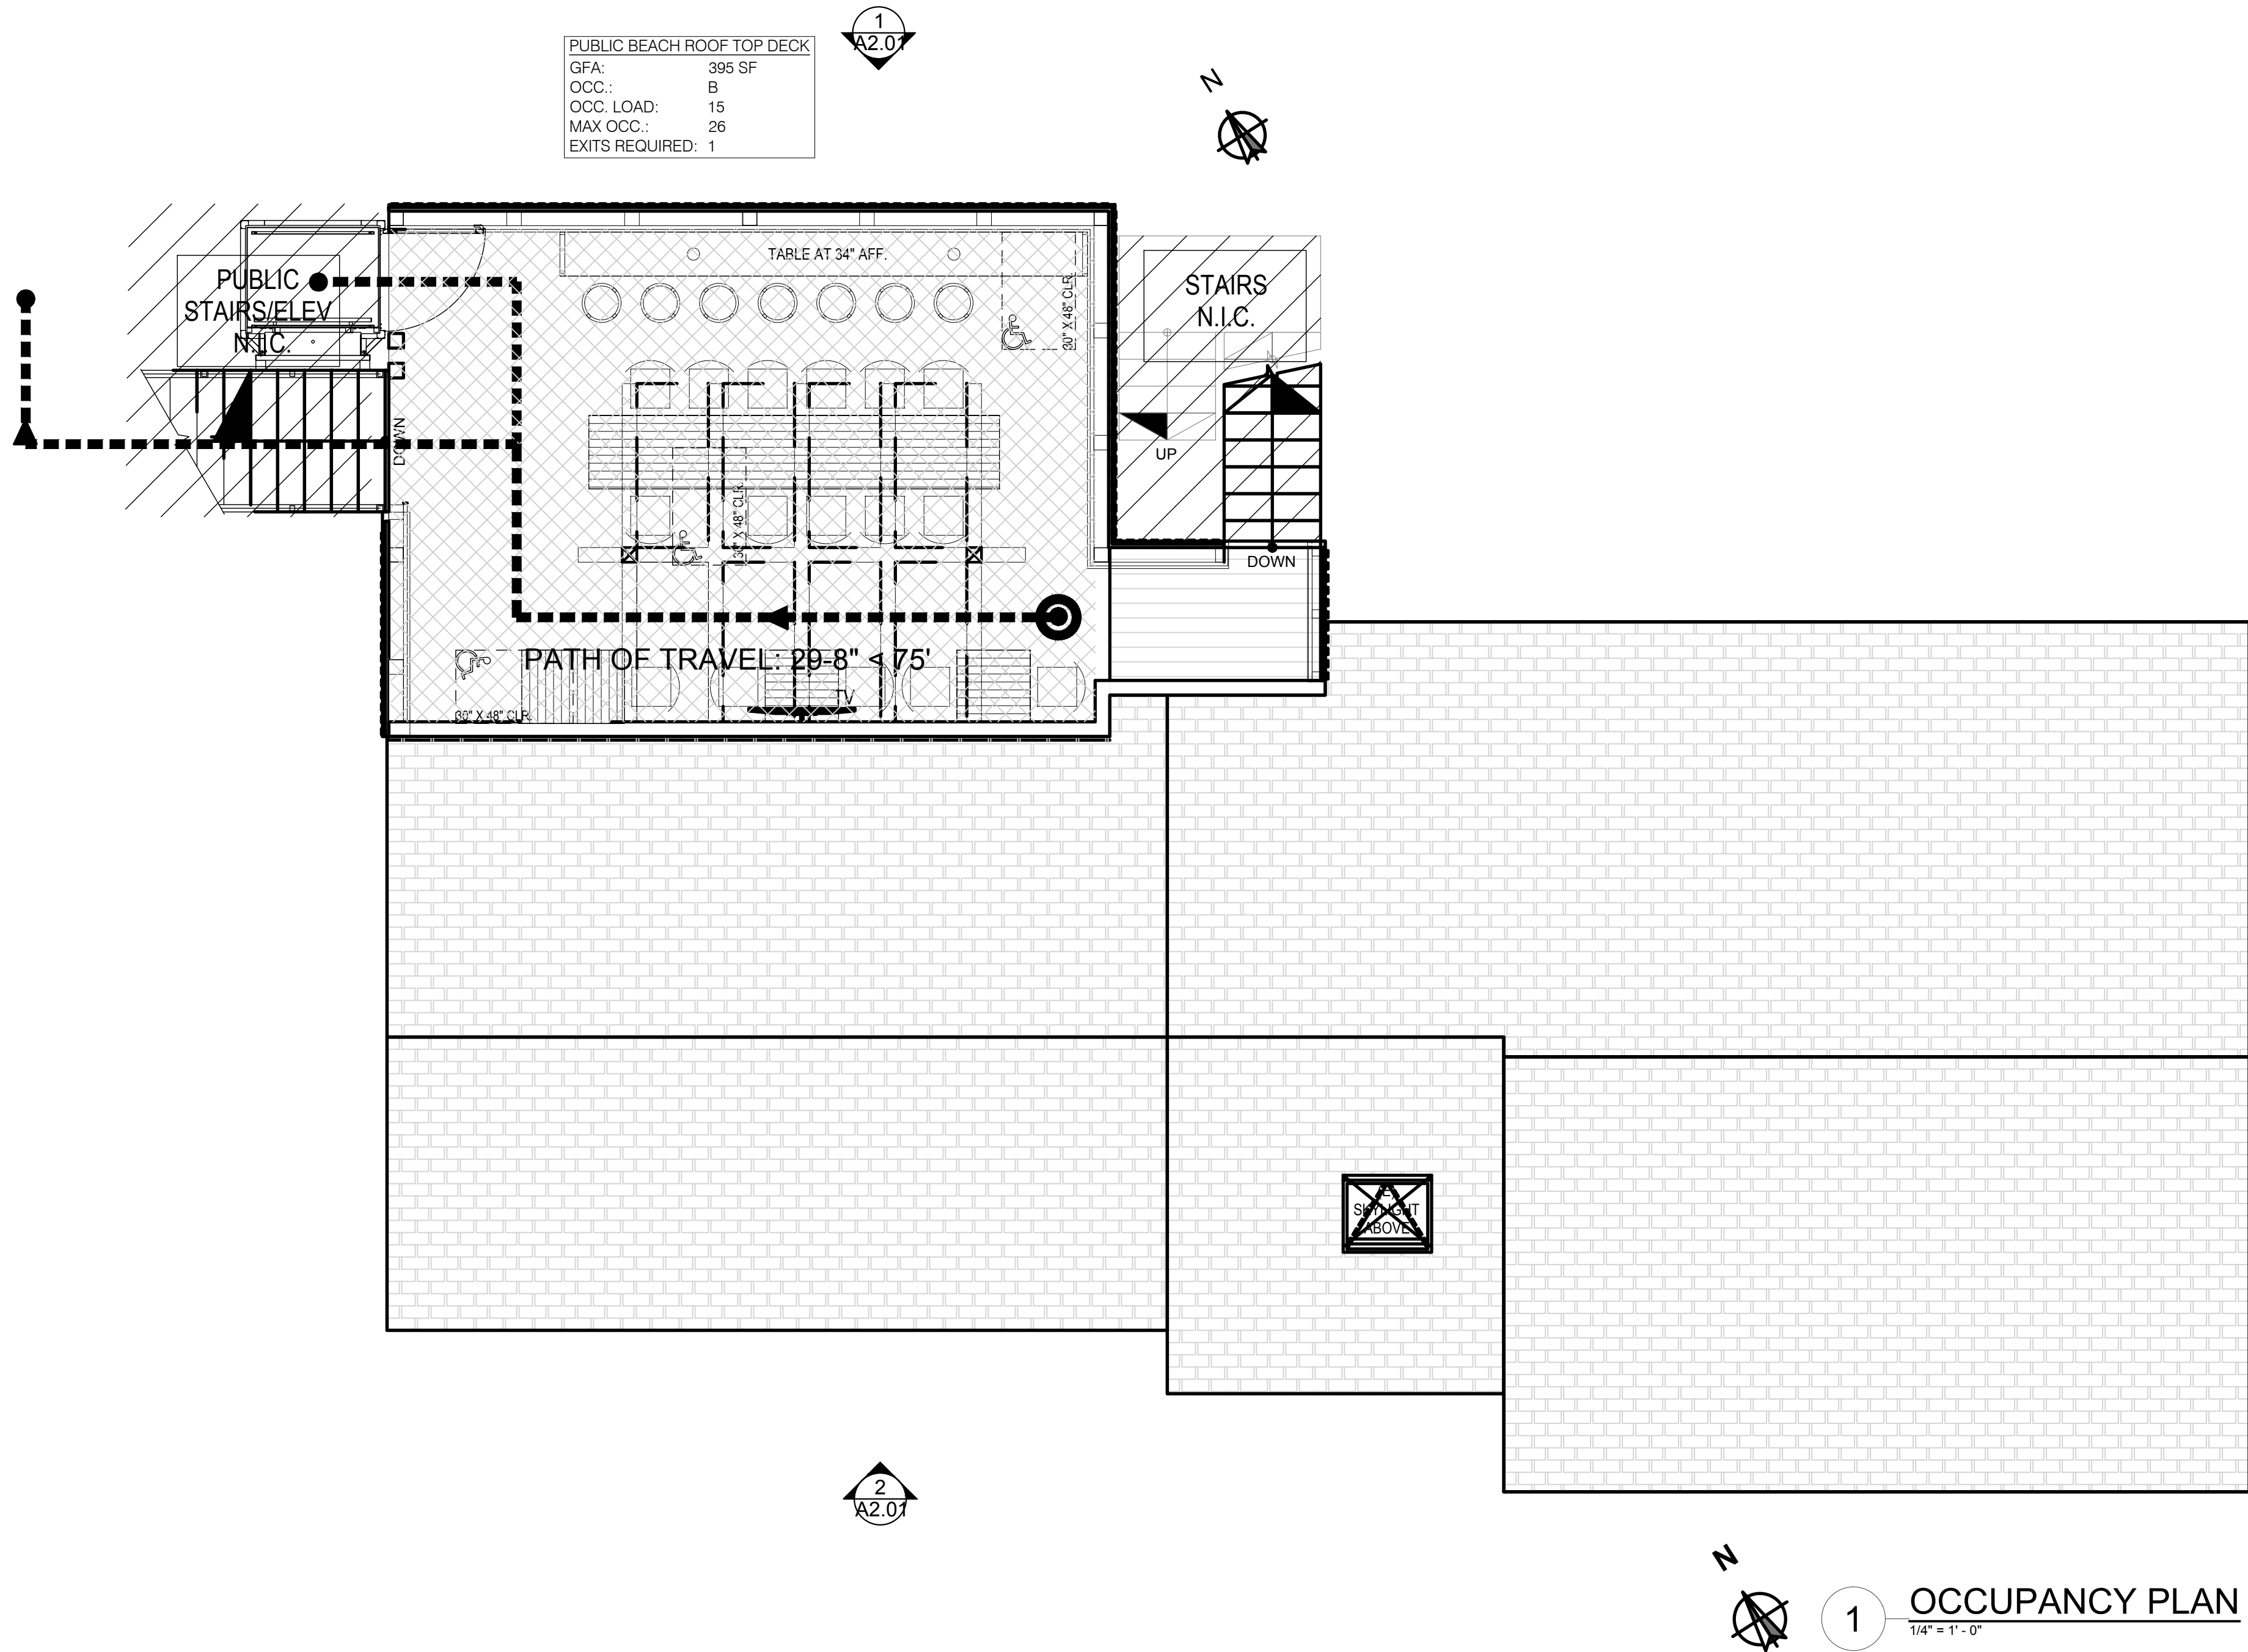 1
A2.01
PUBLIC BEACH ROOF TOP DECK
GFA: 395 SF
OCC.: B
OCC. LOAD: 15
MAX OCC.: 26
EXITS REQUIRED: 1
N
PUBLIC
STAIRS/ELEV
N.I.C.
TABLE AT 34" AFF.
30" X 48" CLR.
STAIRS
N.I.C.
DOWN
UP
30" X 48" CLR.
DOWN
PATH OF TRAVEL: 29-8" < 75'
TV
30" X 48" CLR.
SKYLIGHT
ABOVE
2
A2.01
N
1
OCCUPANCY PLAN
1/4" = 1' - 0"